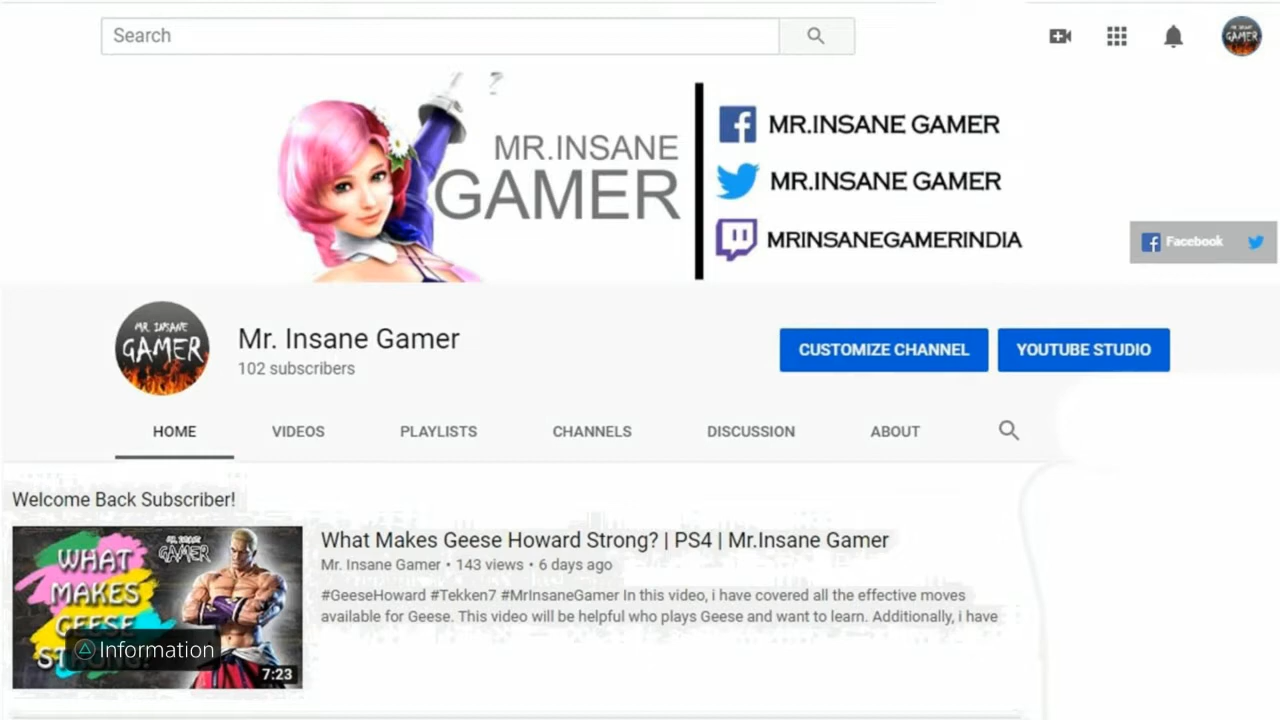 Search
MR.INSANE
GAMER
MR.INSANE GAMER
MR.INSANE GAMER
MRINSANEGAMERINDIA
Facebook
MR. INSANE
GAMER
Mr. Insane Gamer
102 subscribers
CUSTOMIZE CHANNEL
YOUTUBE STUDIO
HOME
VIDEOS
PLAYLISTS
CHANNELS
DISCUSSION
ABOUT
Welcome Back Subscriber!
WHAT
MAKES
GEESE
MR. INSANE
GAMER
Information
7:23
What Makes Geese Howard Strong? | PS4 | Mr.Insane Gamer
Mr. Insane Gamer • 143 views • 6 days ago
#GeeseHoward #Tekken7 #MrInsaneGamer In this video, i have covered all the effective moves
available for Geese. This video will be helpful who plays Geese and want to learn. Additionally, i have